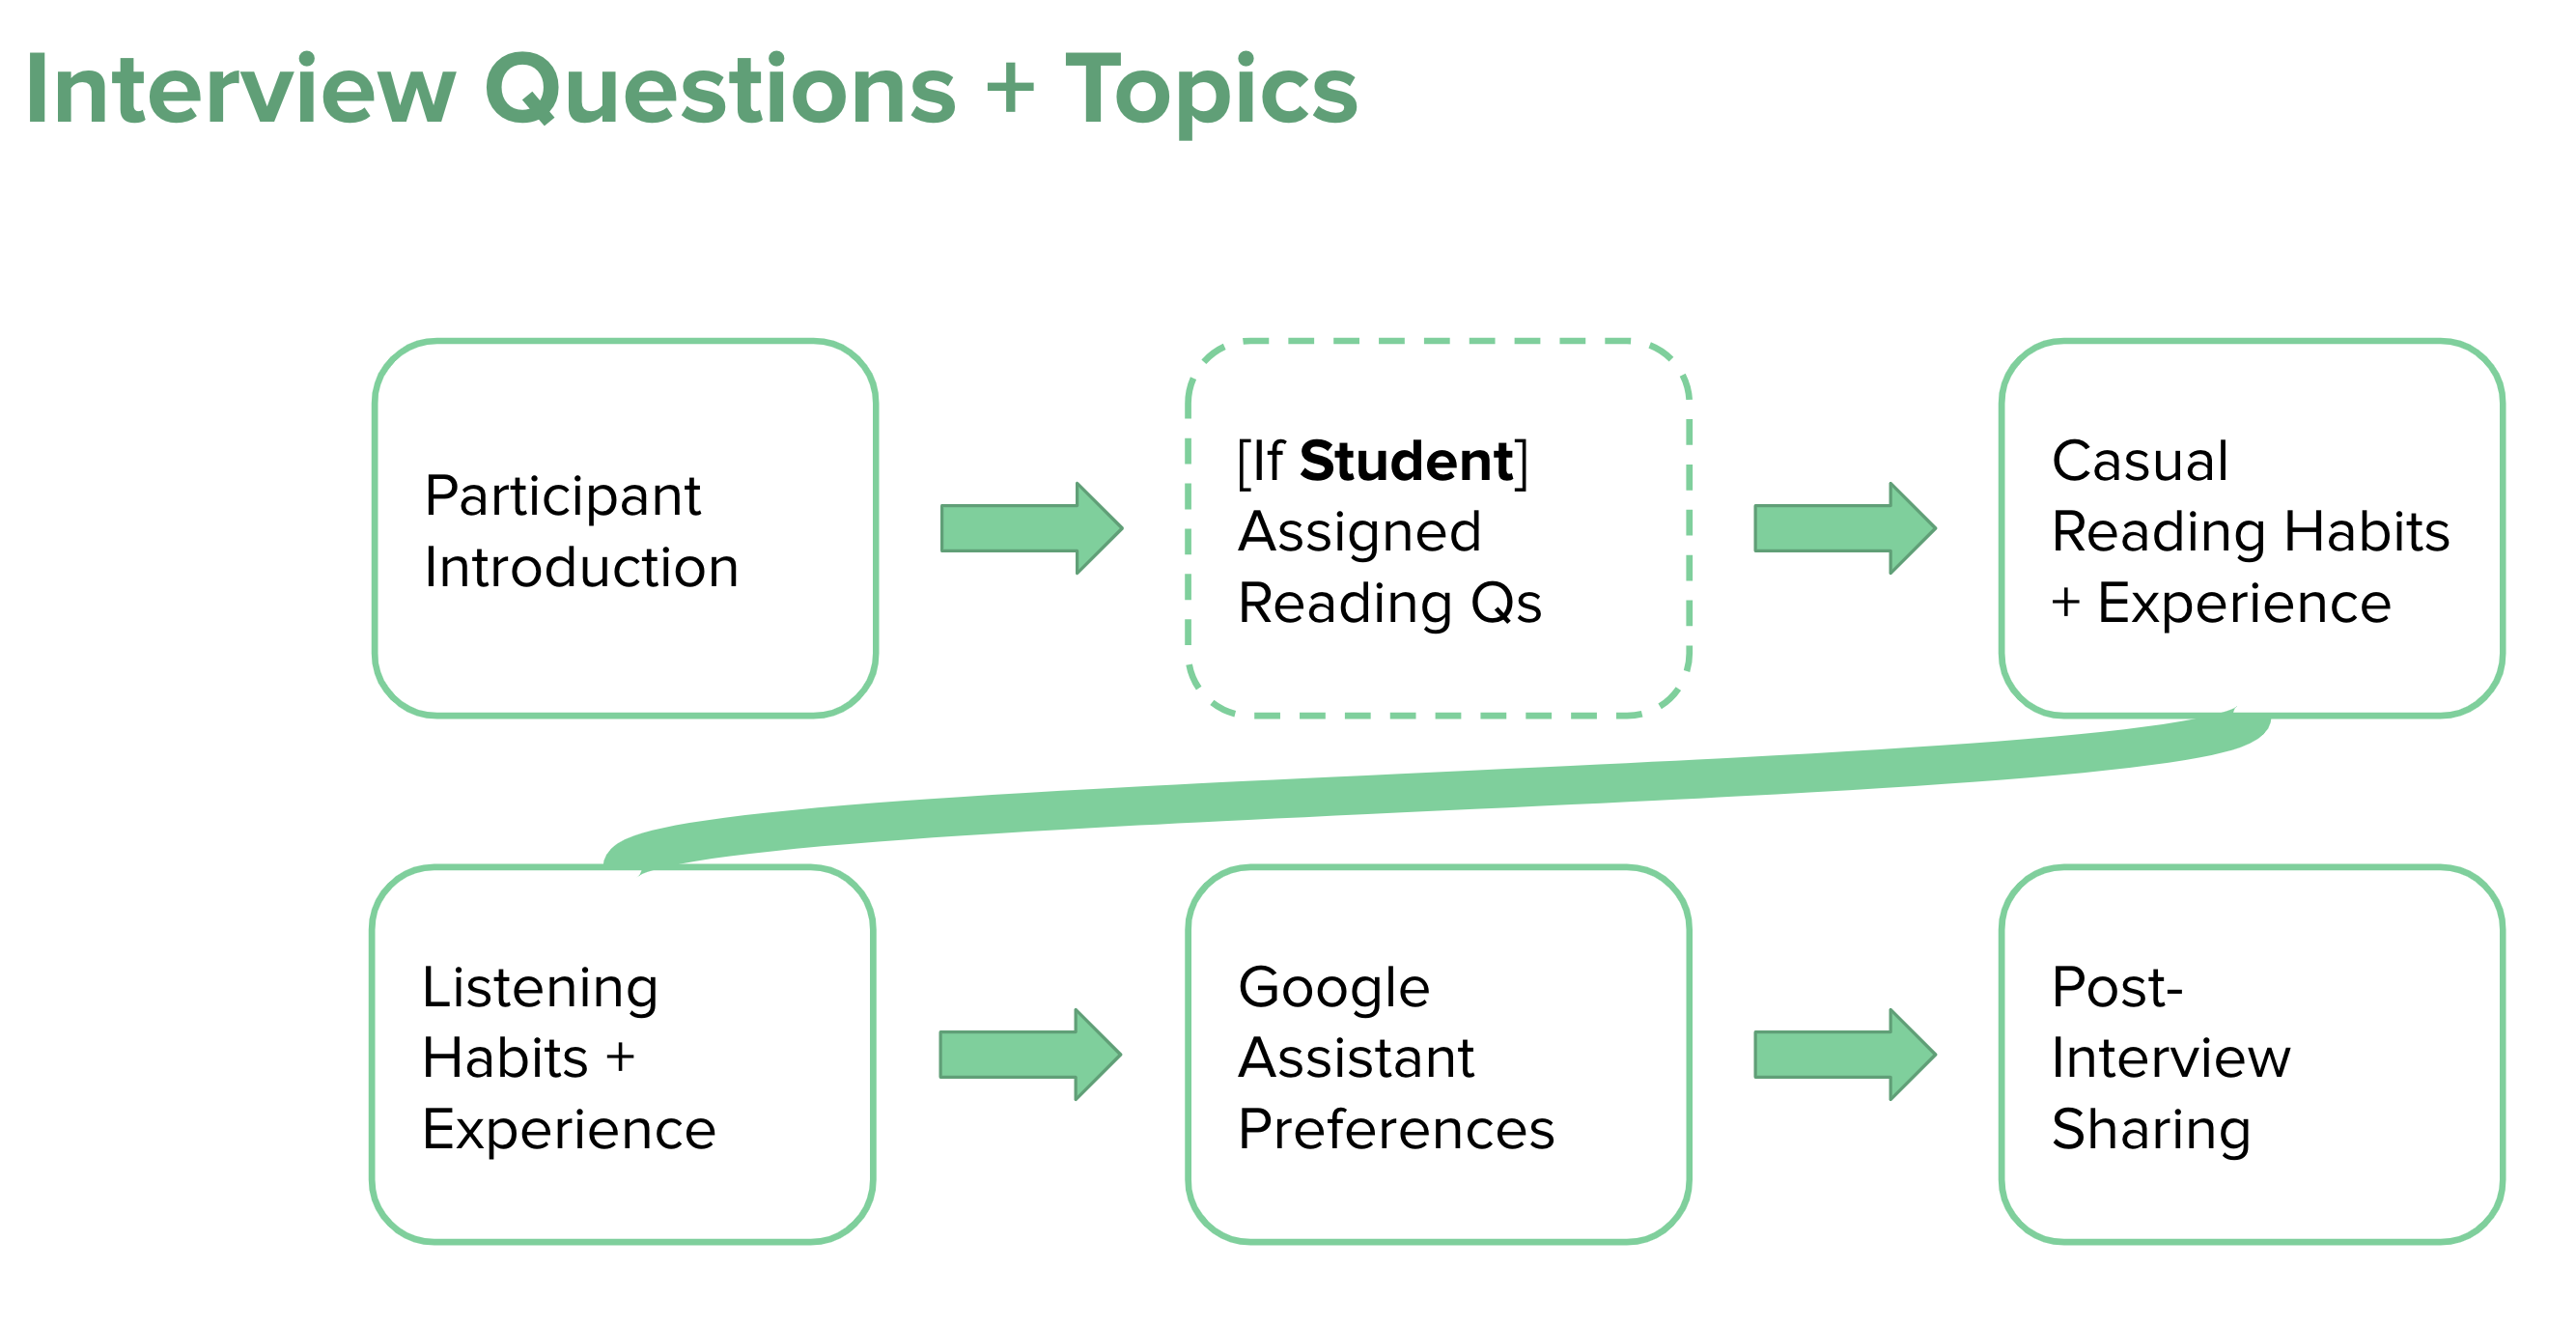 Interview Questions + Topics
Participant
Introduction
[If Student]
Assigned
Reading Qs
Casual
Reading Habits
+ Experience
Listening
Habits +
Experience
Google
Assistant
Preferences
Post-
Interview
Sharing